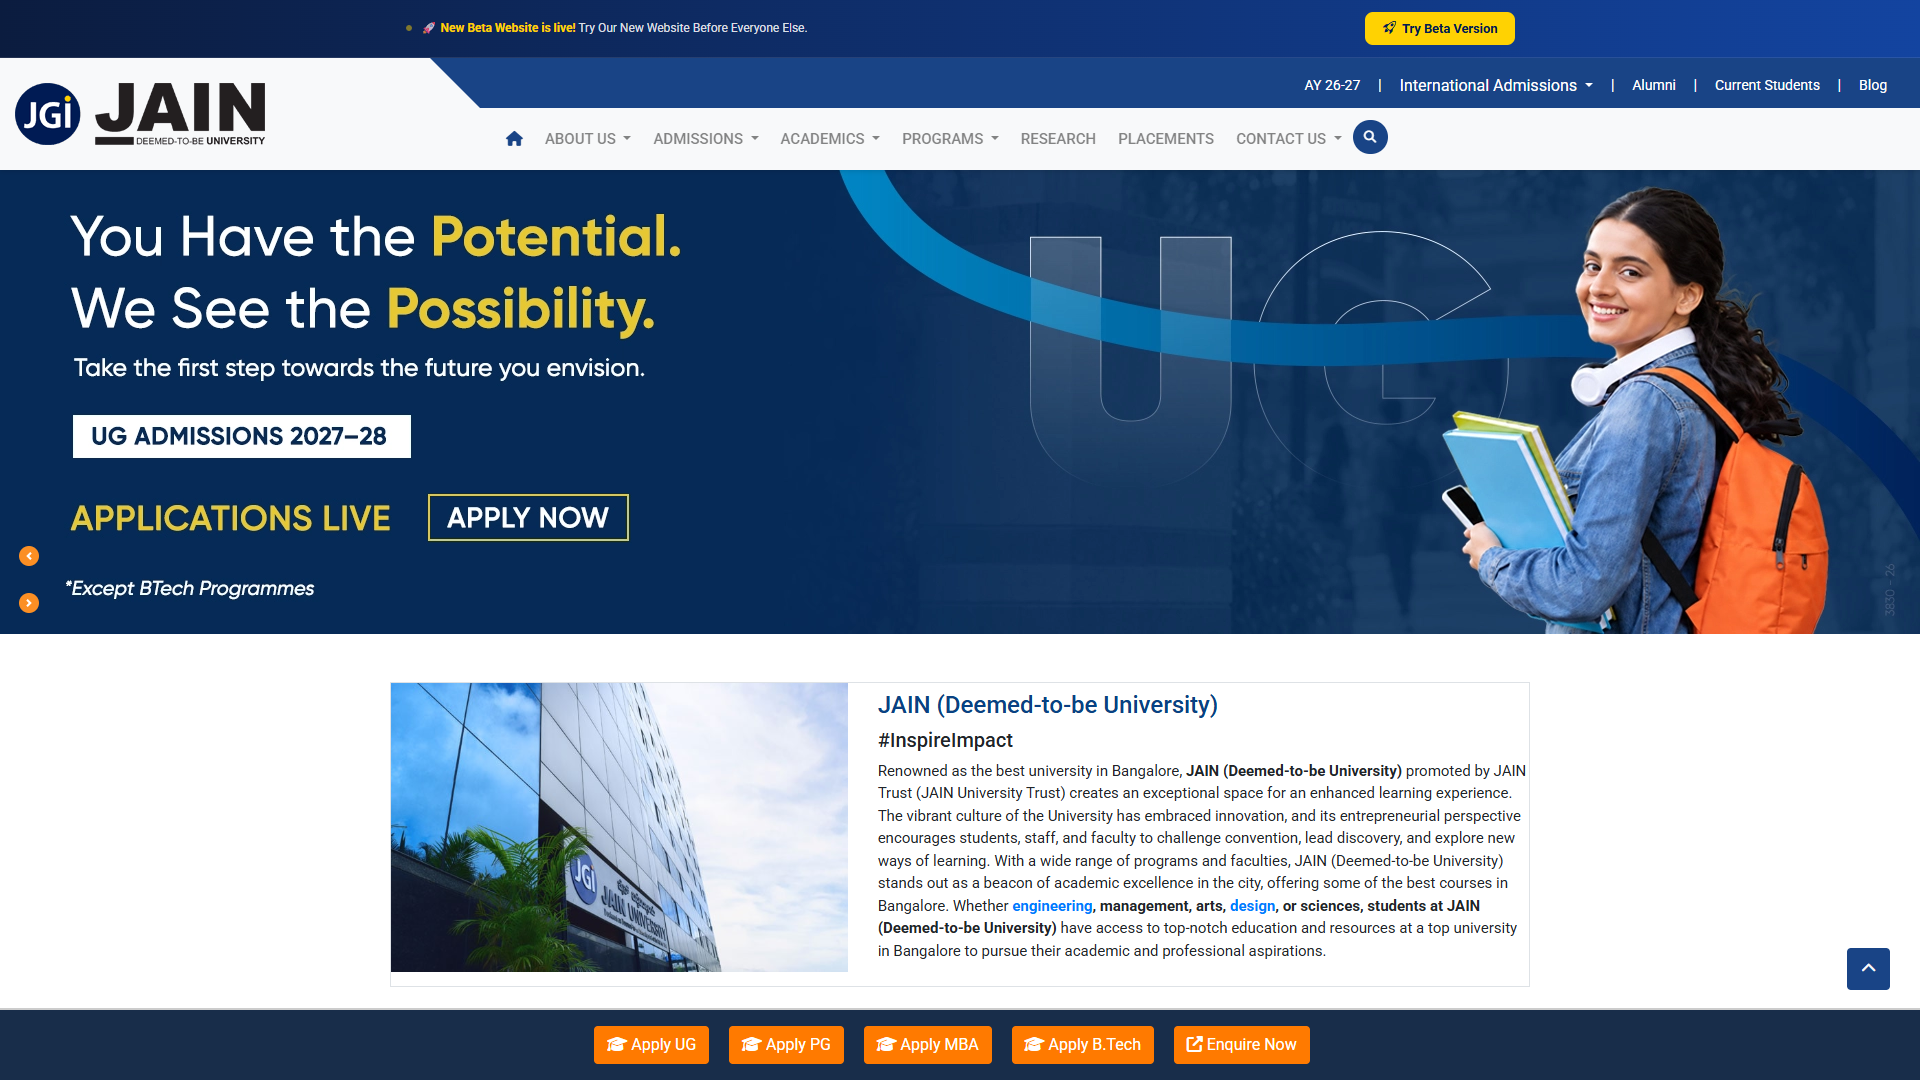 🚀 New Beta Website is live! Try Our New Website Before Everyone Else.
Try Beta Version
AY 26-27 | International Admissions | Alumni | Current Students | Blog
JGi JAIN
DEEMED-TO-BE UNIVERSITY
ABOUT US ADMISSIONS ACADEMICS PROGRAMS RESEARCH PLACEMENTS CONTACT US
You Have the Potential.
We See the Possibility.
Take the first step towards the future you envision.
UG ADMISSIONS 2027–28
APPLICATIONS LIVE APPLY NOW
*Except BTech Programmes
UG
3830 - 26
JGi
JAIN UNIVERSITY
JAIN (Deemed-to-be University)
#InspireImpact
Renowned as the best university in Bangalore, JAIN (Deemed-to-be University) promoted by JAIN
Trust (JAIN University Trust) creates an exceptional space for an enhanced learning experience.
The vibrant culture of the University has embraced innovation, and its entrepreneurial perspective
encourages students, staff, and faculty to challenge convention, lead discovery, and explore new
ways of learning. With a wide range of programs and faculties, JAIN (Deemed-to-be University)
stands out as a beacon of academic excellence in the city, offering some of the best courses in
Bangalore. Whether engineering, management, arts, design, or sciences, students at JAIN
(Deemed-to-be University) have access to top-notch education and resources at a top university
in Bangalore to pursue their academic and professional aspirations.
Apply UG
Apply PG
Apply MBA
Apply B.Tech
Enquire Now